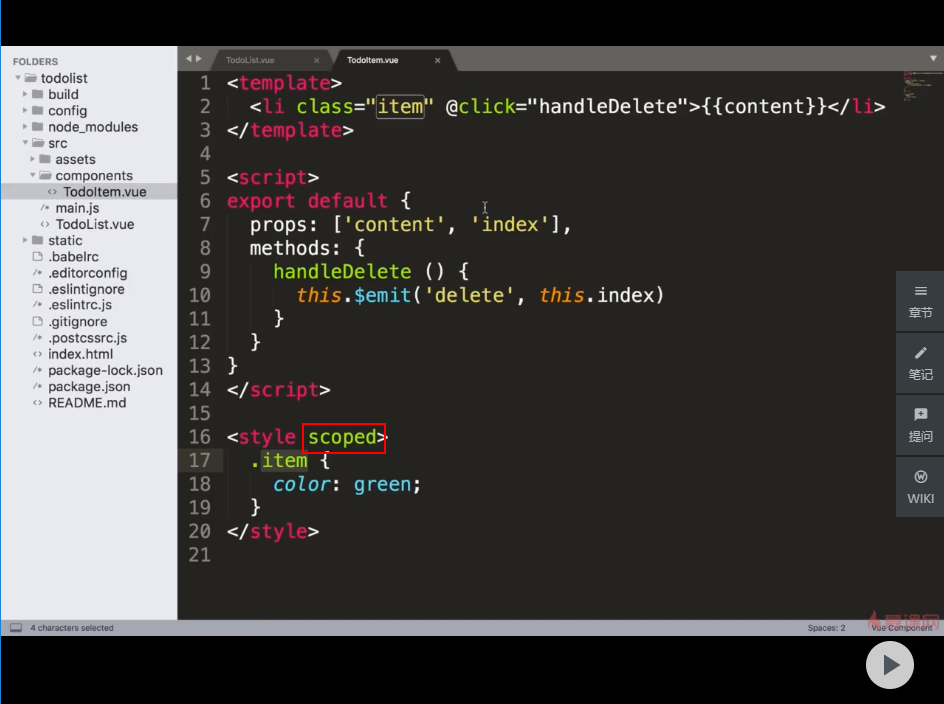 FOLDERS
todolist
build
config
node_modules
src
assets
components
TodoItem.vue
main.js
TodoList.vue
static
.babelrc
.editorconfig
.eslintignore
.eslintrc.js
.gitignore
.postcssrc.js
index.html
package-lock.json
package.json
README.md
TodoList.vue × TodoItem.vue ×
1 <template>
2 <li class="item" @click="handleDelete">{{content}}</li>
3 </template>
4
5 <script>
6 export default {
7 props: ['content', 'index'],
8 methods: {
9 handleDelete () {
10 this.$emit('delete', this.index)
11 }
12 }
13 }
14 </script>
15
16 <style scoped>
17 .item {
18 color: green;
19 }
20 </style>
21
章节
笔记
提问
WIKI
4 characters selected
Spaces: 2
Vue Component
慕课网